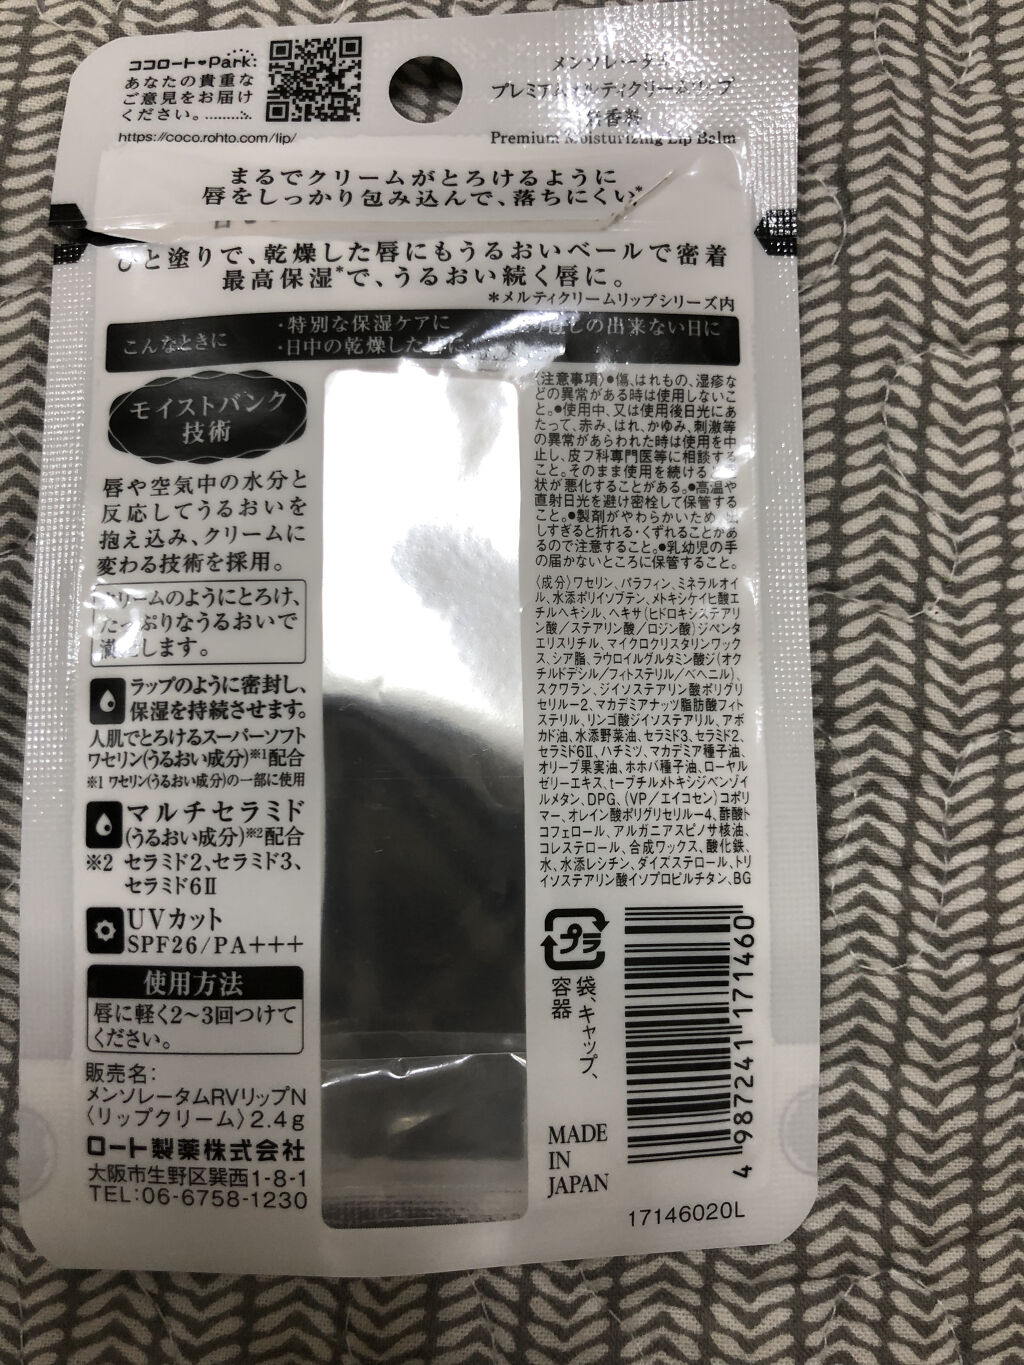 ココロート♥Park:
あなたの貴重な
ご意見をお届け
ください。
https://coco.rohto.com/lip/
メンソレータム
プレミアムメルティクリームリップ
無香料
Premium Moisturizing Lip Balm
まるでクリームがとろけるように
唇をしっかり包み込んで、落ちにくい*
ひと塗りで、乾燥した唇にもうるおいベールで密着
最高保湿*で、うるおい続く唇に。
*メルティクリームリップシリーズ内
こんなときに
・特別な保湿ケアに
・日中の乾燥した
しの出来ない日に
モイストバンク
技術
唇や空気中の水分と
反応してうるおいを
抱え込み、クリームに
変わる技術を採用。
クリームのようにとろけ、
たっぷりなうるおいで
満たします。
ラップのように密封し、
保湿を持続させます。
人肌でとろけるスーパーソフト
ワセリン(うるおい成分)※1配合
※1 ワセリン(うるおい成分)の一部に使用
マルチセラミド
(うるおい成分)※2配合
※2 セラミド2、セラミド3、
セラミド6Ⅱ
UVカット
SPF26/PA+++
使用方法
唇に軽く2〜3回つけて
ください。
販売名:
メンソレータムRVリップN
〈リップクリーム〉2.4g
ロート製薬株式会社
大阪市生野区巽西1-8-1
TEL:06-6758-1230
〈注意事項〉●傷、はれもの、湿疹な
どの異常がある時は使用しないこ
と。●使用中、又は使用後日光にあ
たって、赤み、はれ、かゆみ、刺激等
の異常があらわれた時は使用を中
止し、皮フ科専門医等に相談する
こと。そのまま使用を続けると
状が悪化することがある。●高温や
直射日光を避け密栓して保管する
こと。●製剤がやわらかいため、出
しすぎると折れる・くずれることがあ
るので注意すること。●乳幼児の手
の届かないところに保管すること。
〈成分〉ワセリン、パラフィン、ミネラルオイ
ル、水添ポリイソブテン、メトキシケイヒ酸エ
チルヘキシル、ヘキサ(ヒドロキシステアリ
ン酸/ステアリン酸/ロジン酸)ジペンタ
エリスリチル、マイクロクリスタリンワック
ス、シア脂、ラウロイルグルタミン酸ジ(オク
チルドデシル/フィトステリル/ベヘニル)、
スクワラン、ジイソステアリン酸ポリグリ
セリル-2、マカデミアナッツ脂肪酸フィト
ステリル、リンゴ酸ジイソステアリル、アボ
カド油、水添野菜油、セラミド3、セラミド2、
セラミド6Ⅱ、ハチミツ、マカデミア種子油、
オリーブ果実油、ホホバ種子油、ローヤル
ゼリーエキス、t-ブチルメトキシジベンゾイ
ルメタン、DPG、(VP/エイコセン)コポリ
マー、オレイン酸ポリグリセリル-4、酢酸ト
コフェロール、アルガニアスピノサ核油、
コレステロール、合成ワックス、酸化鉄、
水、水添レシチン、ダイズステロール、トリ
イソステアリン酸イソプロピルチタン、BG
プラ
袋、キャップ、
容器
MADE
IN
JAPAN
4 987241 171460
17146020L